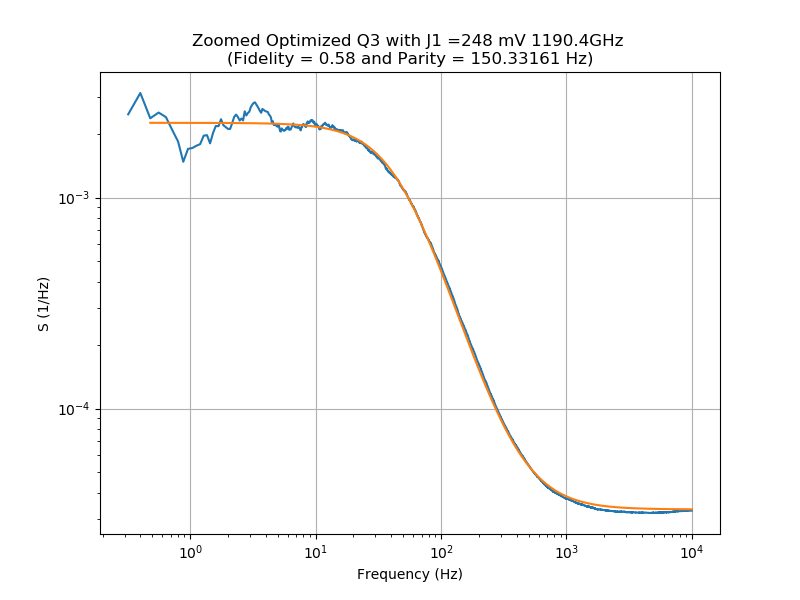 Zoomed Optimized Q3 with J1 =248 mV 1190.4GHz
(Fidelity = 0.58 and Parity = 150.33161 Hz)
S (1/Hz)
10⁻³
10⁻⁴
10⁰ 10¹ 10² 10³ 10⁴
Frequency (Hz)